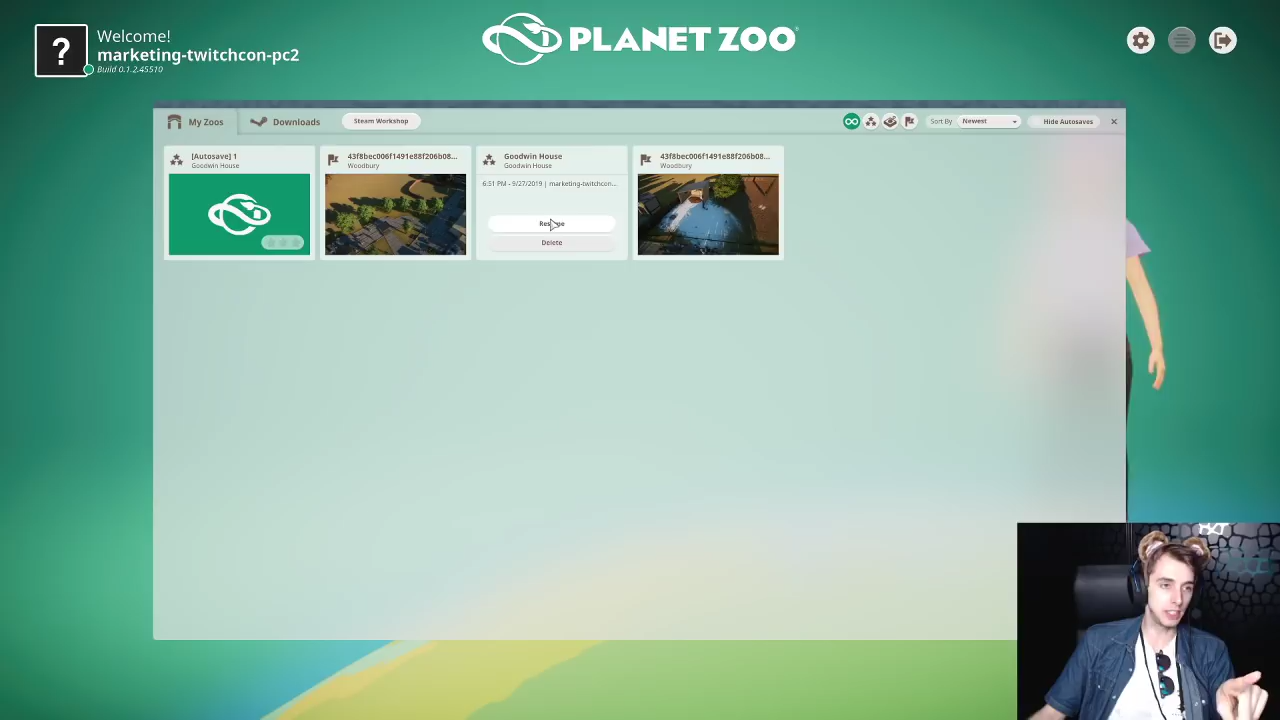 ?
Welcome!
marketing-twitchcon-pc2
Build 0.1.2.45510
PLANET ZOO
My Zoos
Downloads
Steam Workshop
Sort By
Newest
Hide Autosaves
[Autosave] 1
Goodwin House
43f8bec006f1491e88f206b08...
Woodbury
Goodwin House
Goodwin House
6:51 PM - 9/27/2019 | marketing-twitchcon...
Delete
43f8bec006f1491e88f206b08...
Woodbury